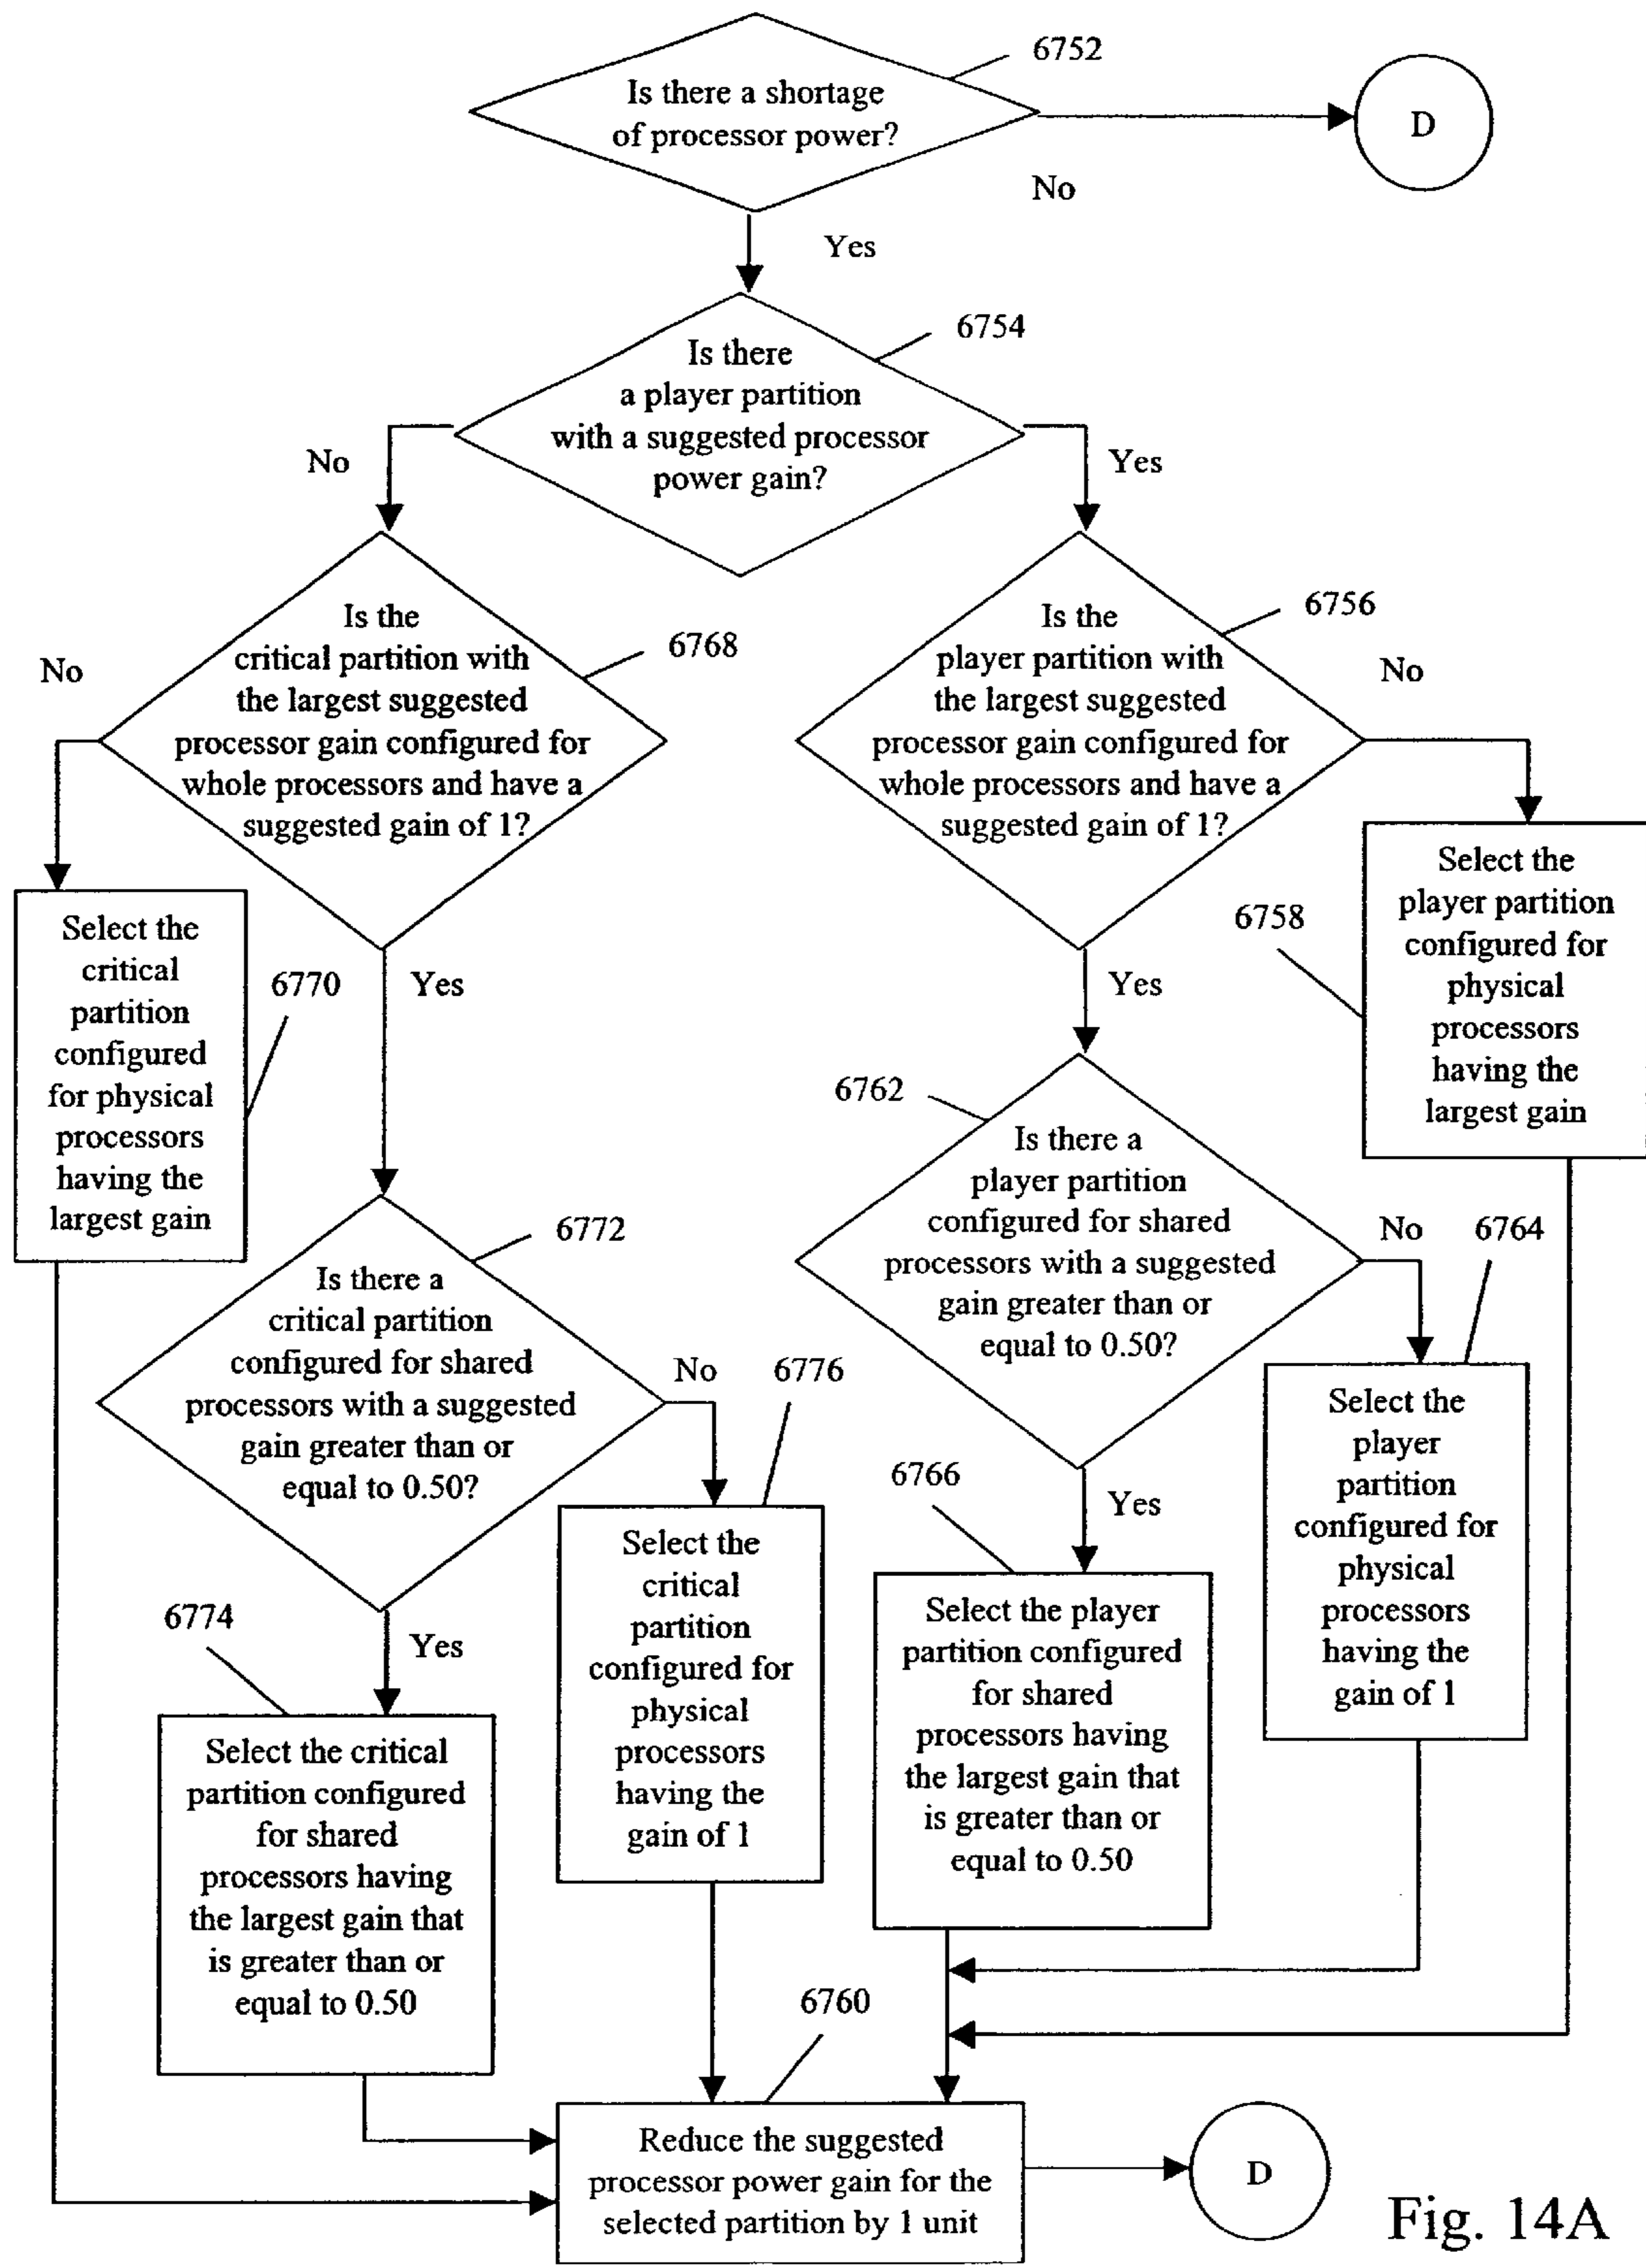 6752
Is there a shortage
of processor power?
D
No
Yes
6754
Is there
a player partition
with a suggested processor
power gain?
No
Yes
6768
Is the
critical partition with
the largest suggested
processor gain configured for
whole processors and have a
suggested gain of 1?
No
6756
Is the
player partition with
the largest suggested
processor gain configured for
whole processors and have a
suggested gain of 1?
No
Select the
critical
partition
configured
for physical
processors
having the
largest gain
6770
Yes
6758
Select the
player partition
configured for
physical
processors
having the
largest gain
Yes
6762
Is there a
player partition
configured for shared
processors with a suggested
gain greater than or
equal to 0.50?
No
6764
6772
Is there a
critical partition
configured for shared
processors with a suggested
gain greater than or
equal to 0.50?
No
6776
Select the
player
partition
configured for
physical
processors
having the
gain of 1
6766
Yes
Select the
critical
partition
configured for
physical
processors
having the
gain of 1
Select the player
partition configured
for shared
processors having
the largest gain that
is greater than or
equal to 0.50
6774
Yes
Select the critical
partition configured
for shared
processors having
the largest gain that
is greater than or
equal to 0.50
6760
Reduce the suggested
processor power gain for the
selected partition by 1 unit
D
Fig. 14A